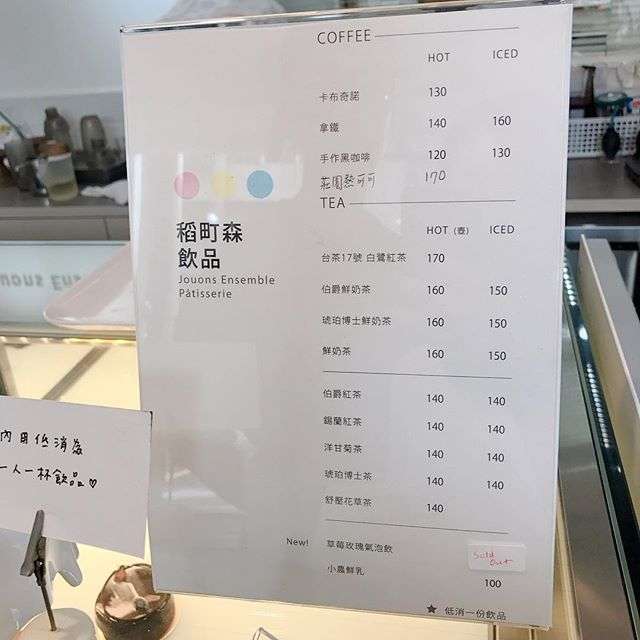 COFFEE
HOT ICED
卡布奇諾 130
拿鐵 140 160
手作黑咖啡 120 130
莊園熱可可 170
TEA
HOT (壺) ICED
台茶17號 白鷺紅茶 170
伯爵鮮奶茶 160 150
琥珀博士鮮奶茶 160 150
鮮奶茶 160 150
伯爵紅茶 140 140
錫蘭紅茶 140 140
洋甘菊茶 140 140
琥珀博士茶 140 140
舒壓花草茶 140
New! 草莓玫瑰氣泡飲 Sold out
小農鮮乳 100
★ 低消一份飲品
稻町森
飲品
Jouons Ensemble
Pâtisserie
內用低消為
一人一杯飲品♡